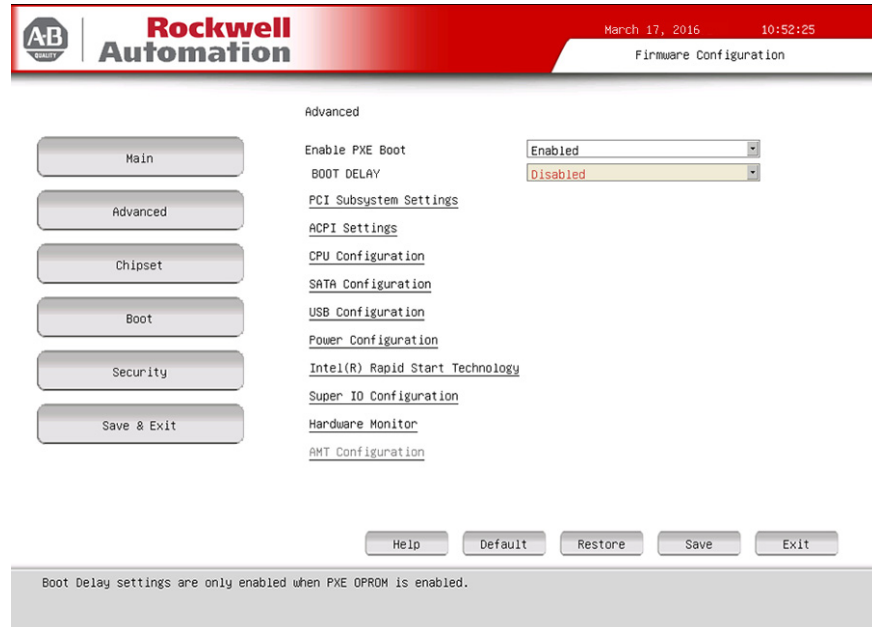 AB
QUALITY
Rockwell
Automation
March 17, 2016 10:52:25
Firmware Configuration
Main
Advanced
Chipset
Boot
Security
Save & Exit
Advanced
Enable PXE Boot Enabled
BOOT DELAY Disabled
PCI Subsystem Settings
ACPI Settings
CPU Configuration
SATA Configuration
USB Configuration
Power Configuration
Intel(R) Rapid Start Technology
Super IO Configuration
Hardware Monitor
AMT Configuration
Help Default Restore Save Exit
Boot Delay settings are only enabled when PXE OPROM is enabled.